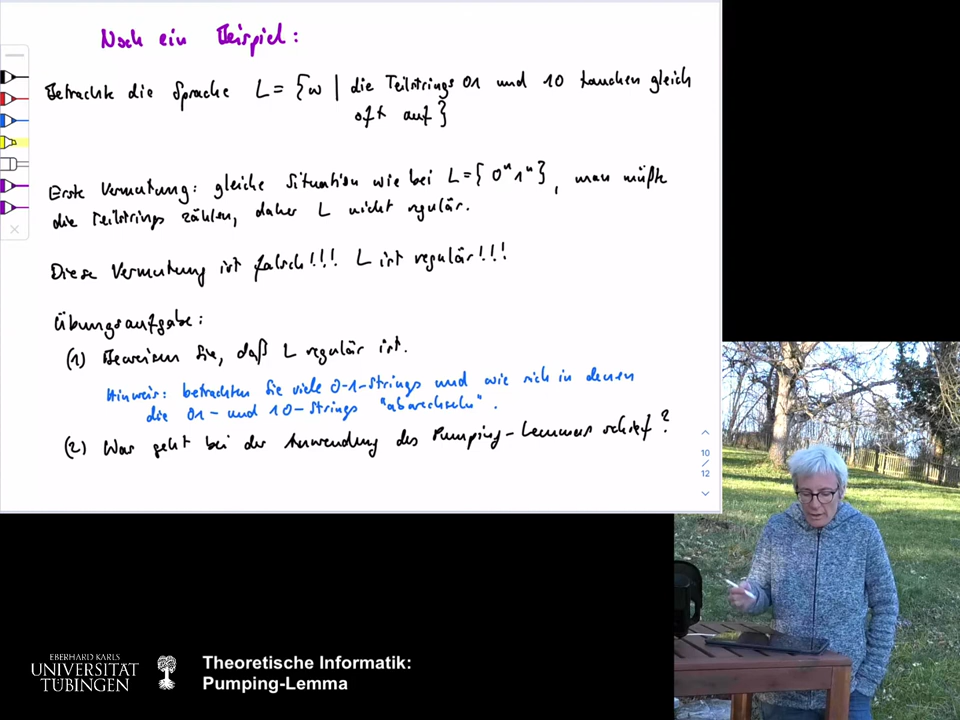 Noch ein Beispiel:
Betrachte die Sprache L = {w | die Teilstrings 01 und 10 tauchen gleich
oft auf}
Erste Vermutung: gleiche Situation wie bei L={0ⁿ1ⁿ}, man müßte
die Teilstrings zählen, daher L nicht regulär.
Diese Vermutung ist falsch!!! L ist regulär!!!
Übungsaufgabe:
(1) Beweisen Sie, daß L regulär ist.
Hinweis: betrachten Sie viele 0-1-Strings und wie sich in denen
die 01- und 10-Strings "abwechseln".
(2) Was geht bei der Anwendung des Pumping-Lemmas schief?
10
/
12
EBERHARD KARLS
UNIVERSITÄT
TÜBINGEN
Theoretische Informatik:
Pumping-Lemma